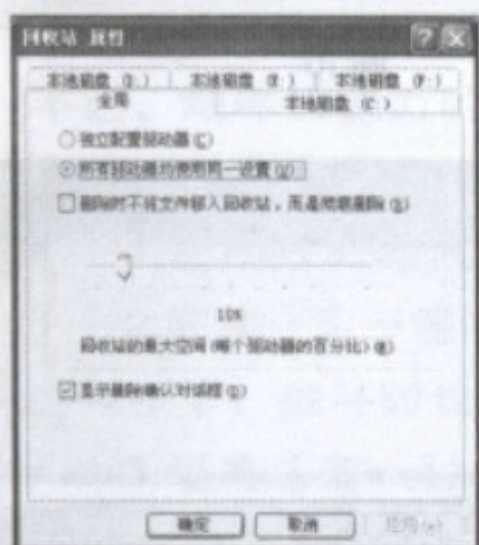 回收站 属性
本地磁盘 (D:) 本地磁盘 (E:) 本地磁盘 (F:)
全局 本地磁盘 (C:)
独立配置驱动器(C)
所有驱动器均使用同一设置(U)
删除时不将文件移入回收站，而是彻底删除(R)
10%
回收站的最大空间(每个驱动器的百分比)(M)
显示删除确认对话框(D)
确定 取消 应用(A)